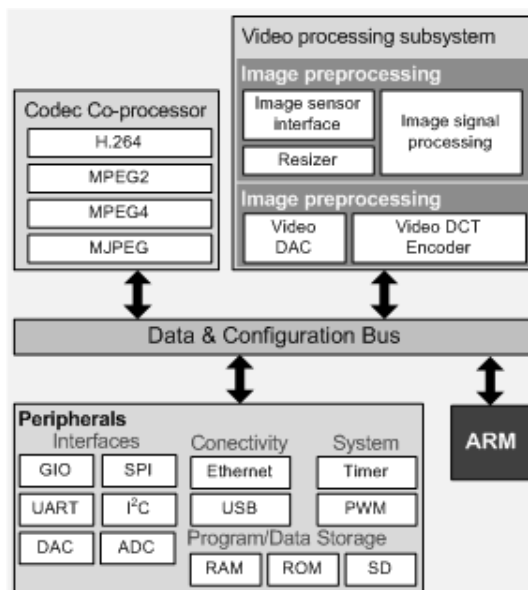 Video processing subsystem
Image preprocessing
Image sensor
interface
Resizer
Image signal
processing
Image preprocessing
Video
DAC
Video DCT
Encoder
Codec Co-processor
H.264
MPEG2
MPEG4
MJPEG
Data & Configuration Bus
Peripherals
Interfaces
GIO
SPI
UART
I²C
DAC
ADC
Conectivity
Ethernet
USB
System
Timer
PWM
Program/Data Storage
RAM
ROM
SD
ARM